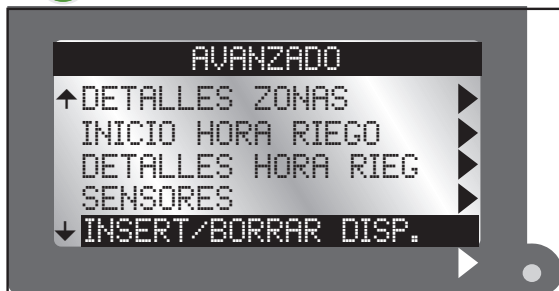 AVANZADO
DETALLES ZONAS
INICIO HORA RIEGO
DETALLES HORA RIEG
SENSORES
INSERT/BORRAR DISP.